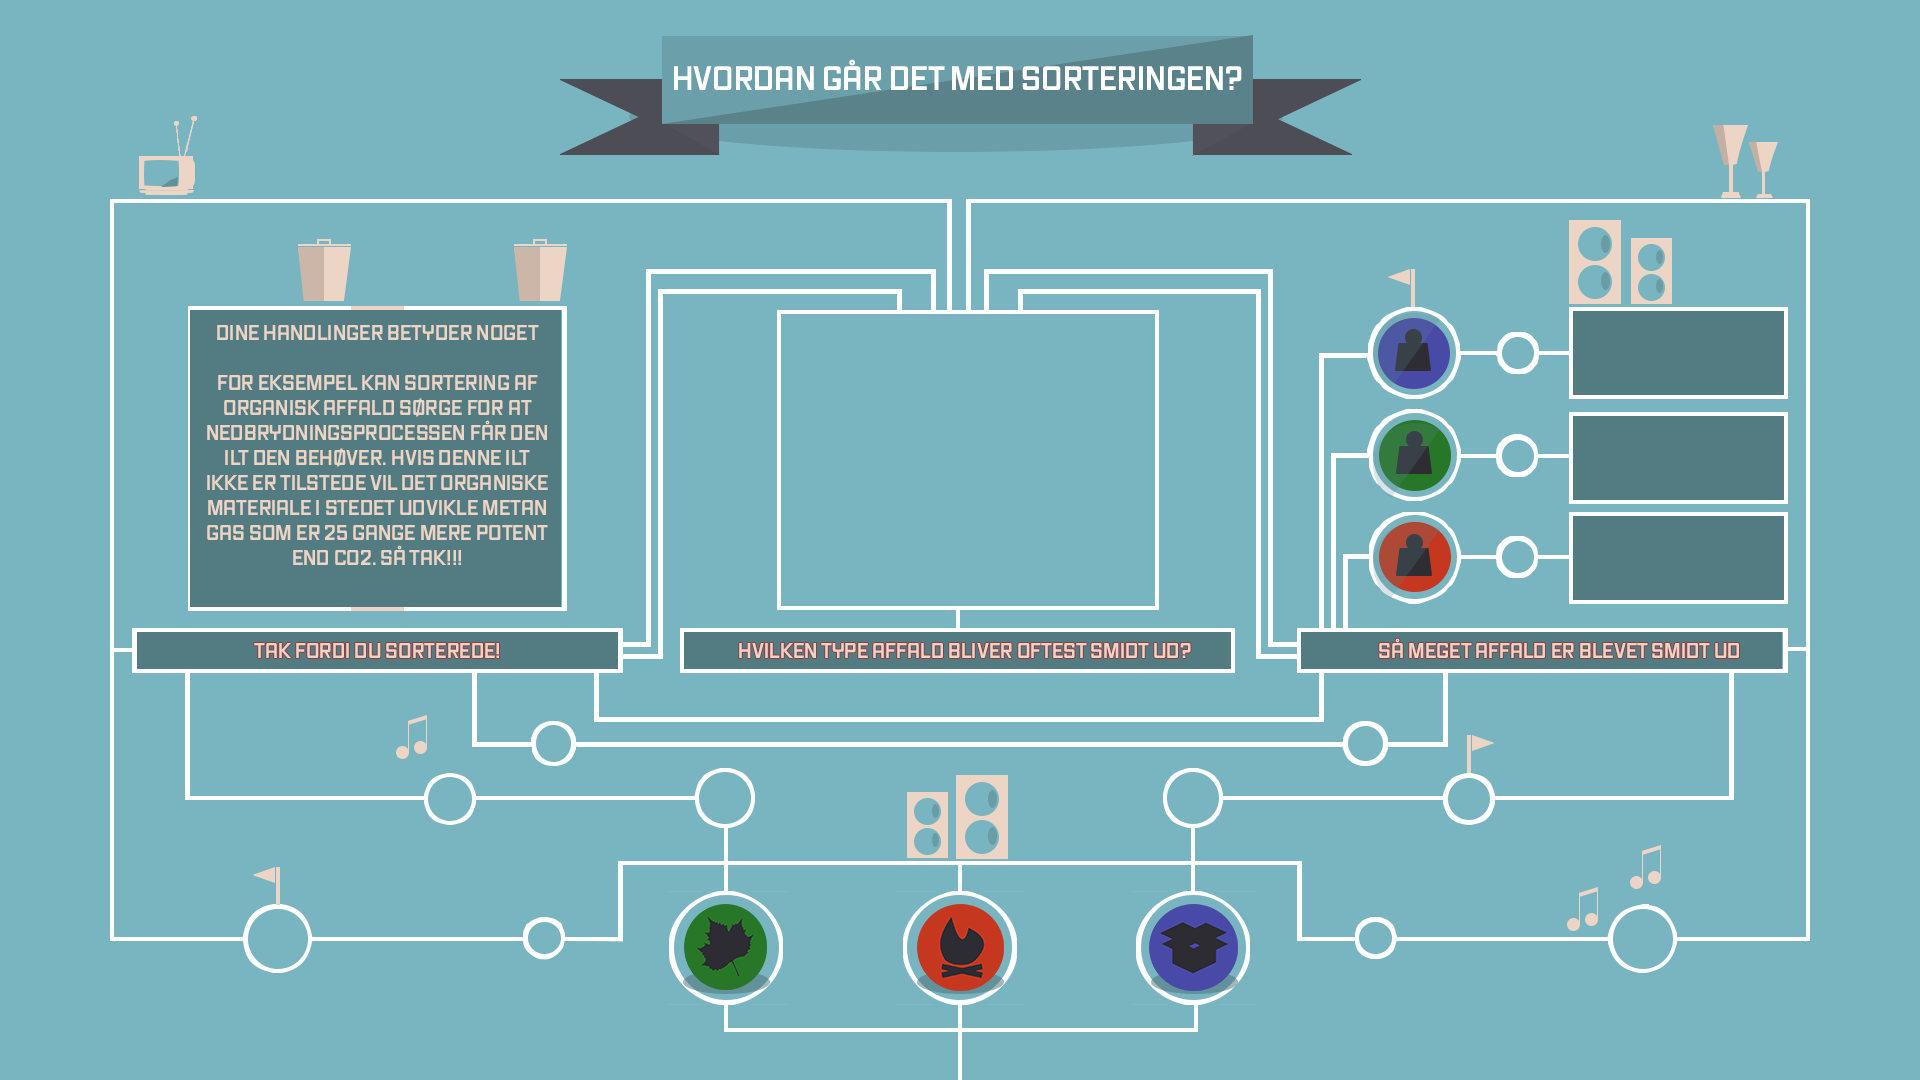 HVORDAN GÅR DET MED SORTERINGEN?
DINE HANDLINGER BETYDER NOGET
FOR EKSEMPEL KAN SORTERING AF
ORGANISK AFFALD SØRGE FOR AT
NEDBRYDNINGSPROCESSEN FÅR DEN
ILT DEN BEHØVER. HVIS DENNE ILT
IKKE ER TILSTEDE VIL DET ORGANISKE
MATERIALE I STEDET UDVIKLE METAN
GAS SOM ER 25 GANGE MERE POTENT
END CO2. SÅ TAK!!!
TAK FORDI DU SORTEREDE!
HVILKEN TYPE AFFALD BLIVER OFTEST SMIDT UD?
SÅ MEGET AFFALD ER BLEVET SMIDT UD